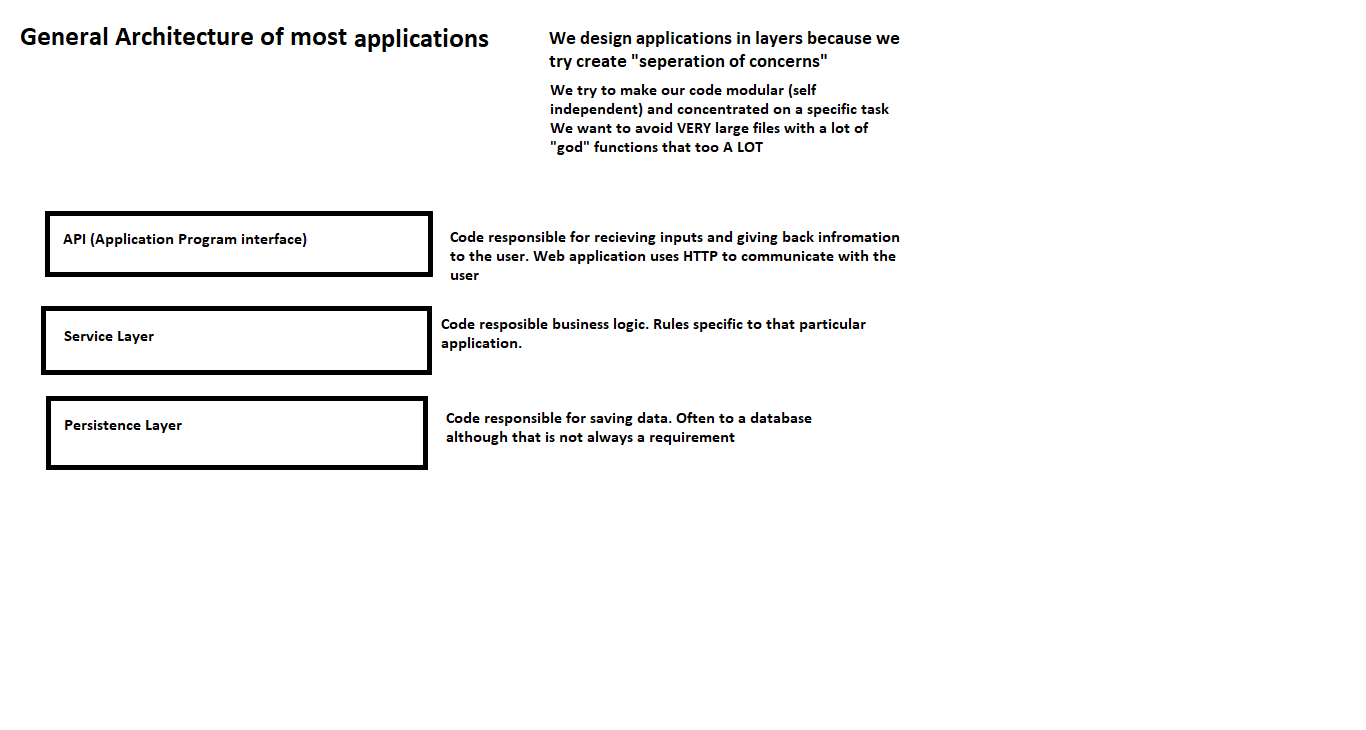 General Architecture of most applications
We design applications in layers because we
try create "seperation of concerns"
We try to make our code modular (self
independent) and concentrated on a specific task
We want to avoid VERY large files with a lot of
"god" functions that too A LOT
API (Application Program interface)
Code responsible for recieving inputs and giving back infromation
to the user. Web application uses HTTP to communicate with the
user
Service Layer
Code resposible business logic. Rules specific to that particular
application.
Persistence Layer
Code responsible for saving data. Often to a database
although that is not always a requirement